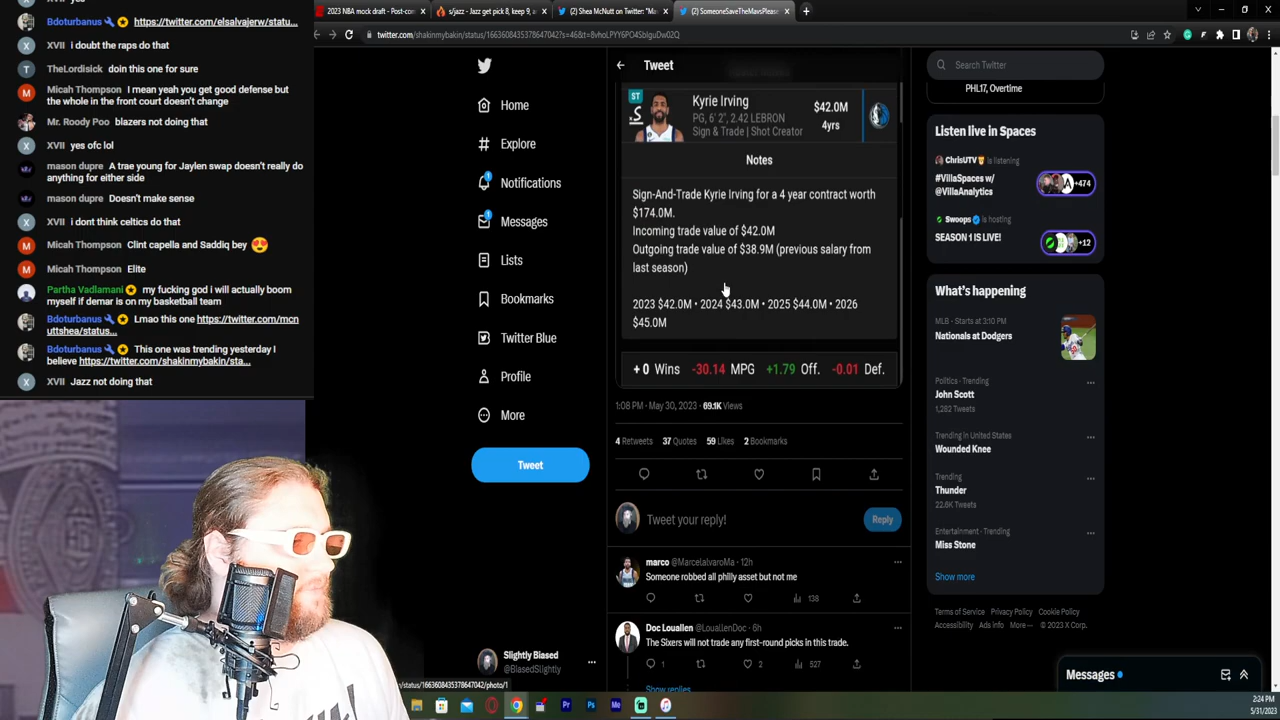 XVII yes
Bdoturbanus https://twitter.com/elsalvajerw/statu...
XVII i doubt the raps do that
TheLordisick doin this one for sure
Micah Thompson I mean yeah you get good defense but
the whole in the front court doesn't change
Mr. Roody Poo blazers not doing that
XVII yes ofc lol
mason dupre A trae young for Jaylen swap doesn't really do
anything for either side
mason dupre Doesn't make sense
XVII i dont think celtics do that
Micah Thompson Clint capella and Saddiq bey 😍
Micah Thompson Elite
Partha Vadlamani my fucking god i will actually boom
myself if demar is on my basketball team
Bdoturbanus Lmao this one https://twitter.com/mcn
uttshea/status...
Bdoturbanus This one was trending yesterday I
believe https://twitter.com/shakinmybakin/sta...
XVII Jazz not doing that
2023 NBA mock draft - Post-co
s/jazz - Jazz get pick 8, keep 9, a
(2) Shea McNutt on Twitter: "Ma
(2) SomeoneSaveTheMavsPleas
twitter.com/shakinmybakin/status/1663608435378647042?s=46&t=8vhoLPYY6PO4SbIguDw02Q
Home
Explore
Notifications
Messages
Lists
Bookmarks
Twitter Blue
Profile
More
Tweet
Slightly Biased
@BiasedSlightly
Tweet
ST
Kyrie Irving
PG, 6' 2", 2.42 LEBRON
Sign & Trade | Shot Creator
$42.0M
4yrs
Notes
Sign-And-Trade Kyrie Irving for a 4 year contract worth
$174.0M.
Incoming trade value of $42.0M
Outgoing trade value of $38.9M (previous salary from
last season)
2023 $42.0M • 2024 $43.0M • 2025 $44.0M • 2026
$45.0M
+ 0 Wins -30.14 MPG +1.79 Off. -0.01 Def.
1:08 PM · May 30, 2023 · 69.1K Views
4 Retweets 37 Quotes 59 Likes 2 Bookmarks
Tweet your reply!
Reply
marco @MarcelalvaroMa · 12h
Someone robbed all philly asset but not me
138
Doc Louallen @LouallenDoc · 6h
The Sixers will not trade any first-round picks in this trade.
1 2 527
Show replies
Search Twitter
PHL17, Overtime
Listen live in Spaces
ChrisUTV is listening
#VillaSpaces w/
@VillaAnalytics
+474
Swoops is hosting
SEASON 1 IS LIVE!
+12
What's happening
MLB · Starts at 3:10 PM
Nationals at Dodgers
Politics · Trending
John Scott
1,282 Tweets
Trending in United States
Wounded Knee
Trending
Thunder
22.6K Tweets
Entertainment · Trending
Miss Stone
Show more
Terms of Service Privacy Policy Cookie Policy
Accessibility Ads info More··· © 2023 X Corp.
Messages
2:24 PM
5/31/2023